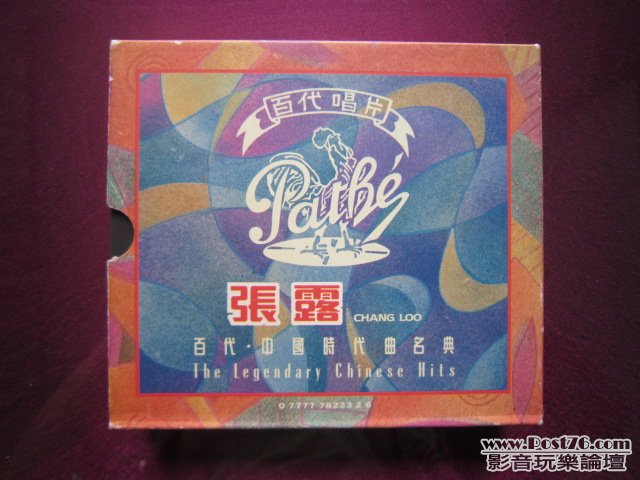 百代唱片
Pathé
張露 CHANG LOO
百代·中國時代曲名典
The Legendary Chinese Hits
0 7777 78223 2 6
www.Post76.com
影音玩樂論壇